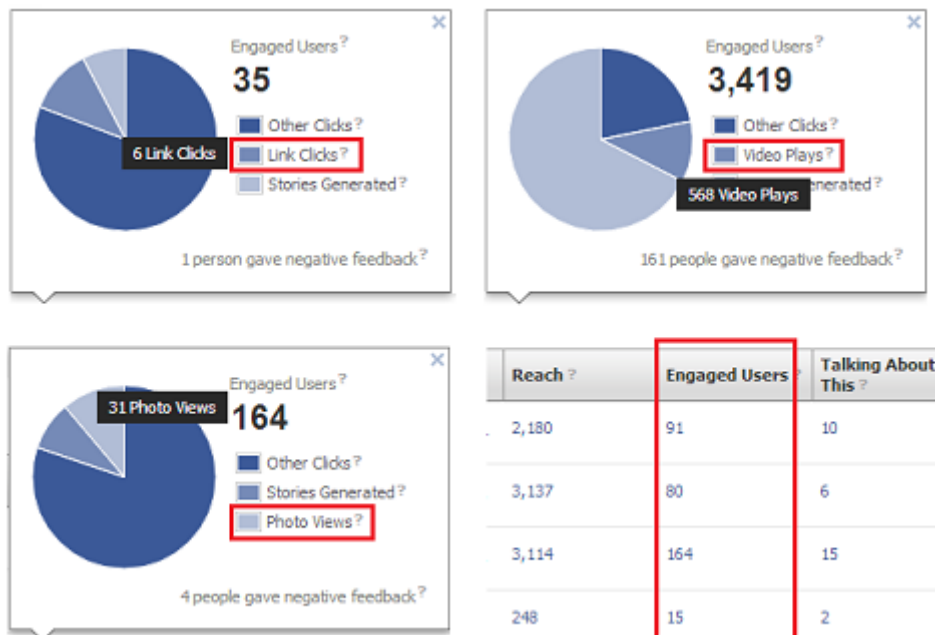 ×
Engaged Users?
35
Other Clicks?
6 Link Clicks
Link Clicks?
Stories Generated?
1 person gave negative feedback?
×
Engaged Users?
3,419
Other Clicks?
Video Plays?
568 Video Plays
enerated?
161 people gave negative feedback?
×
Engaged Users?
31 Photo Views
164
Other Clicks?
Stories Generated?
Photo Views?
4 people gave negative feedback?
Reach ? Engaged Users ? Talking About
This ?
2,180 91 10
3,137 80 6
3,114 164 15
248 15 2